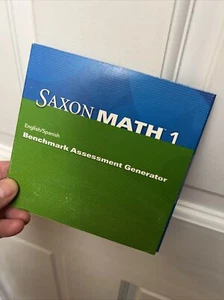 SAXON MATH 1
English/Spanish
Benchmark Assessment Generator